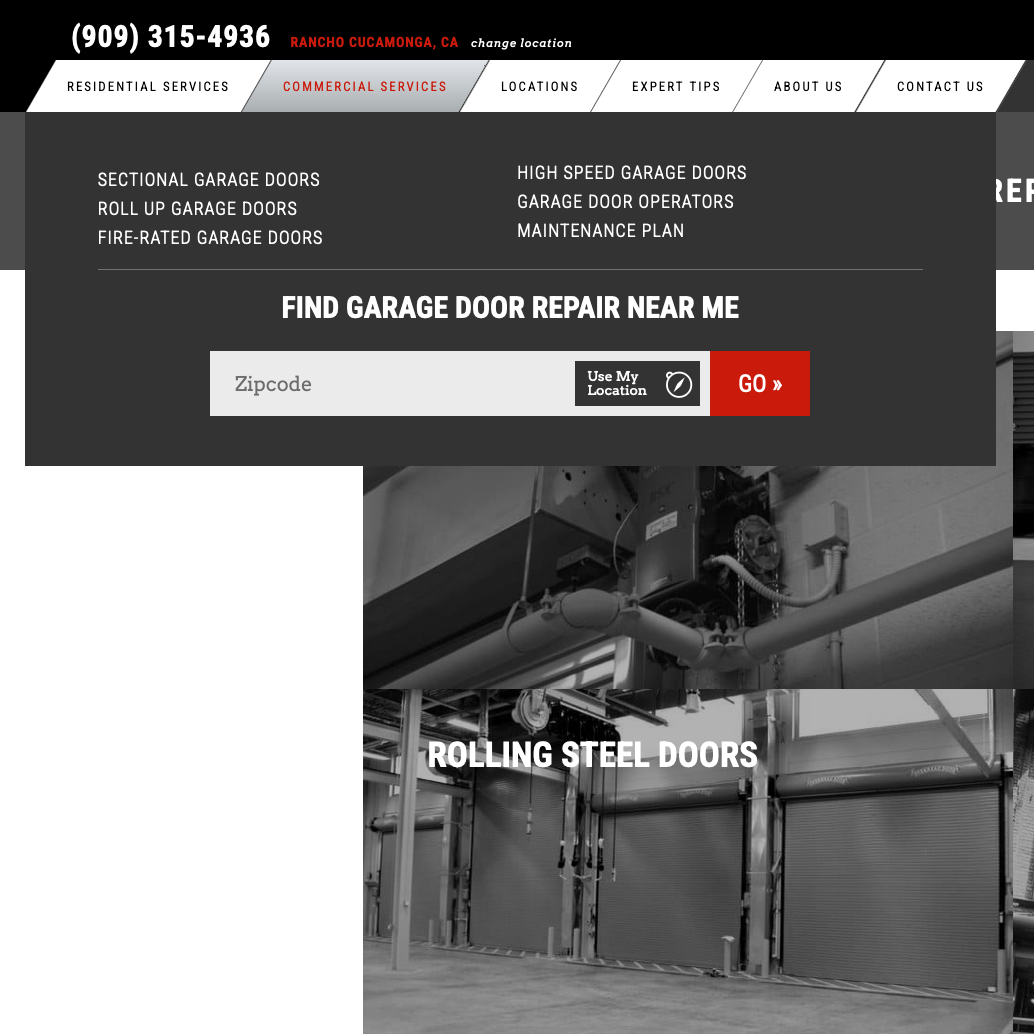 (909) 315-4936 RANCHO CUCAMONGA, CA change location
RESIDENTIAL SERVICES COMMERCIAL SERVICES LOCATIONS EXPERT TIPS ABOUT US CONTACT US
SECTIONAL GARAGE DOORS
ROLL UP GARAGE DOORS
FIRE-RATED GARAGE DOORS
HIGH SPEED GARAGE DOORS
GARAGE DOOR OPERATORS
MAINTENANCE PLAN
FIND GARAGE DOOR REPAIR NEAR ME
Zipcode
Use My
Location
GO »
ROLLING STEEL DOORS